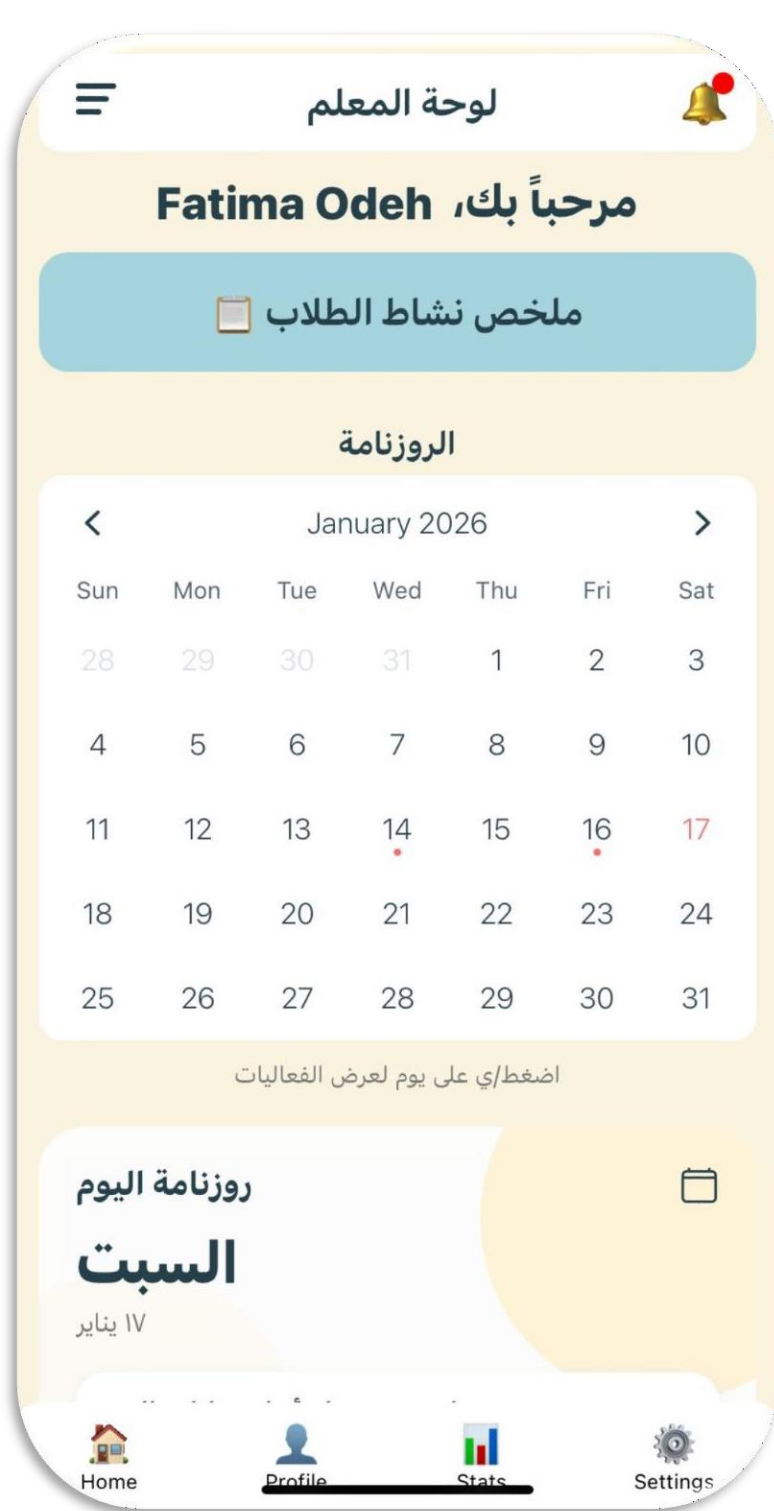 لوحة المعلم
مرحباً بك، Fatima Odeh
ملخص نشاط الطلاب
الروزنامة
January 2026
Sun Mon Tue Wed Thu Fri Sat
28 29 30 31 1 2 3
4 5 6 7 8 9 10
11 12 13 14 15 16 17
18 19 20 21 22 23 24
25 26 27 28 29 30 31
اضغط/ي على يوم لعرض الفعاليات
روزنامة اليوم
السبت
١٧ يناير
Home Profile Stats Settings